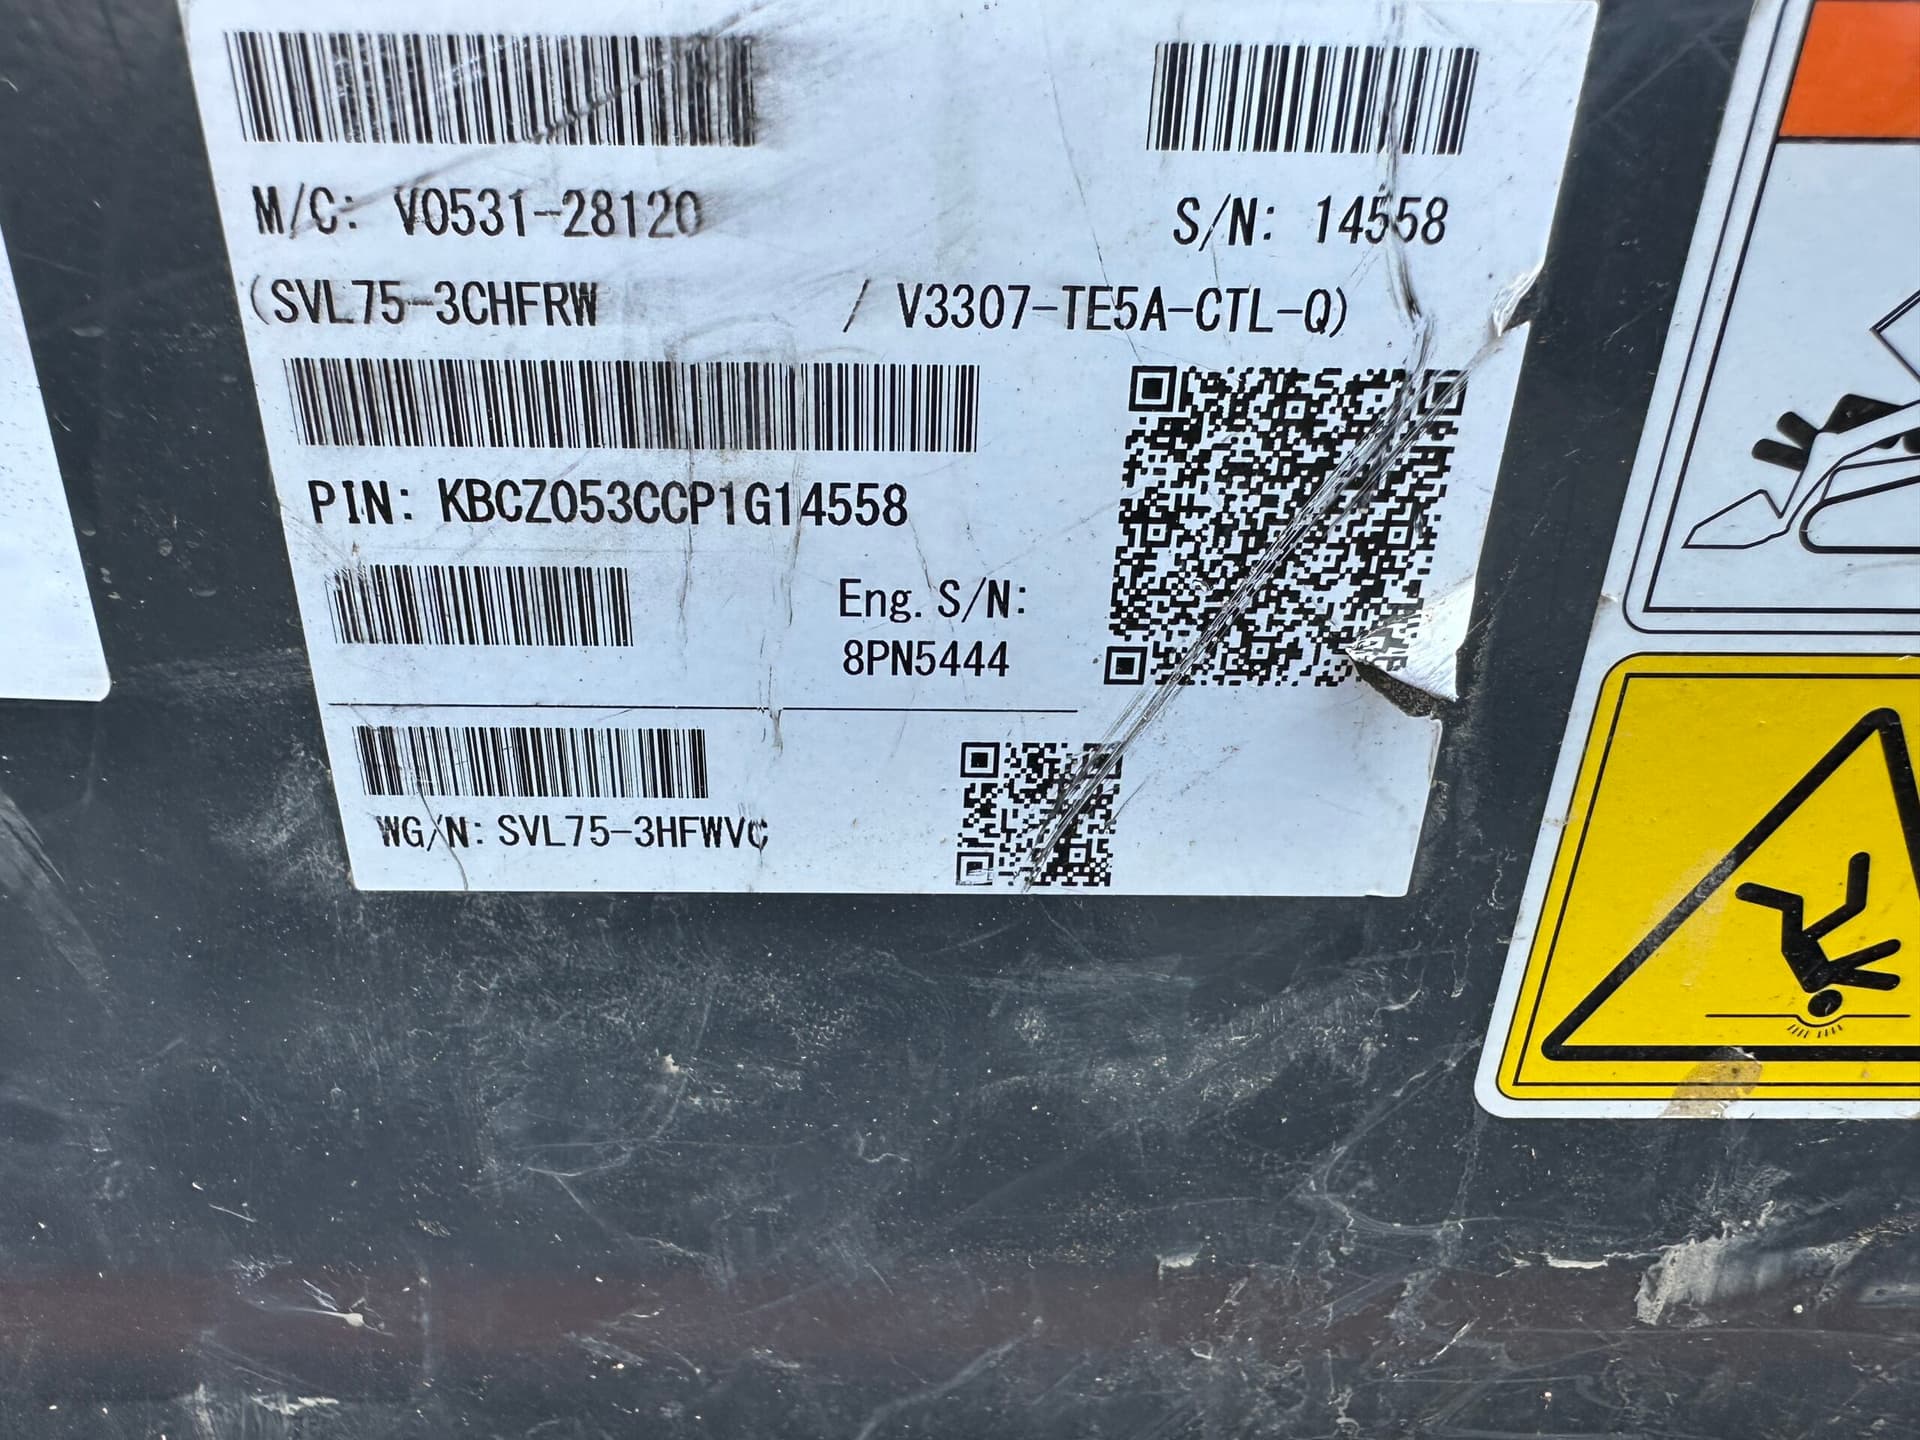 M/C: V0531-28120
S/N: 14558
(SVL75-3CHFRW / V3307-TE5A-CTL-Q)
PIN: KBCZ053CCP1G14558
Eng. S/N:
8PN5444
WG/N: SVL75-3HFWVC